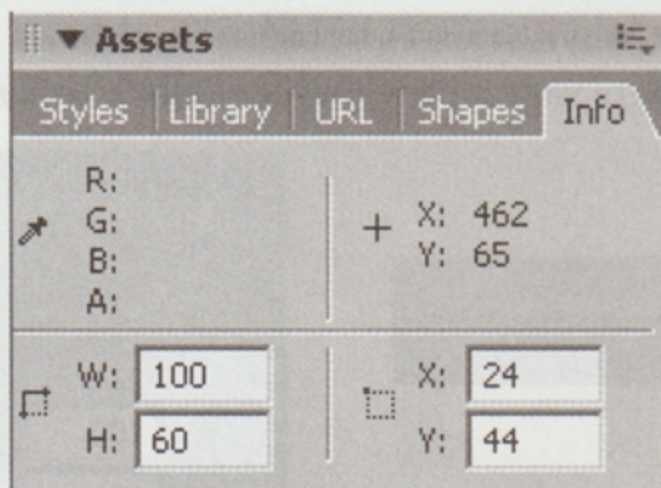 Assets
Styles Library URL Shapes Info
R:
G:
B:
A:
X: 462
Y: 65
W: 100
H: 60
X: 24
Y: 44